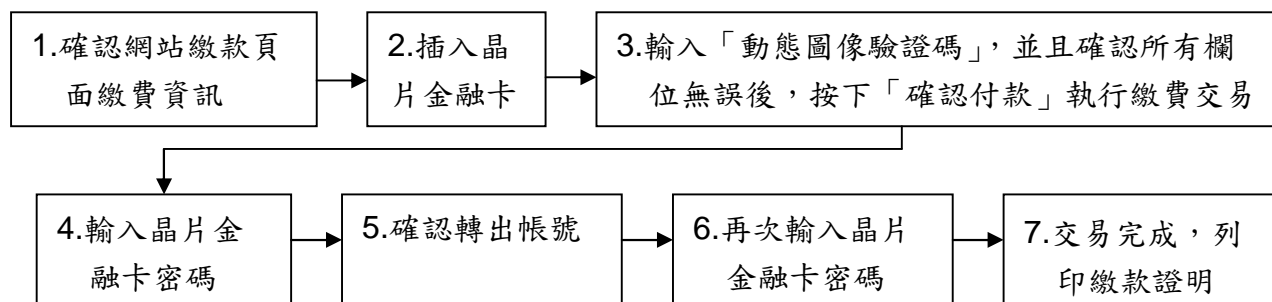 1.確認網站繳款頁
面繳費資訊
2.插入晶
片金融卡
3.輸入「動態圖像驗證碼」，並且確認所有欄
位無誤後，按下「確認付款」執行繳費交易
4.輸入晶片金
融卡密碼
5.確認轉出帳號
6.再次輸入晶片
金融卡密碼
7.交易完成，列
印繳款證明